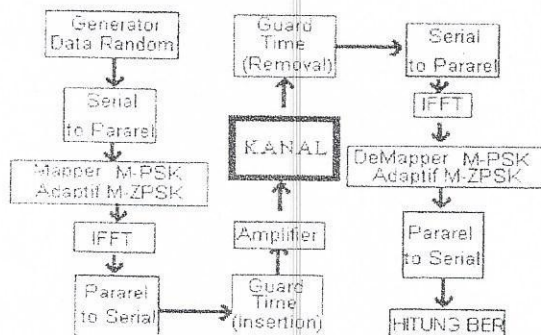 Generator
Data Random
Serial
to Pararel
Mapper M-PSK
Adaptif M-ZPSK
IFFT
Pararel
to Serial
Guard
Time
(Insertion)
Amplifier
KANAL
Guard
Time
(Removal)
Serial
to Pararel
IFFT
DeMapper M-PSK
Adaptif M-ZPSK
Pararel
to Serial
HITUNG BER